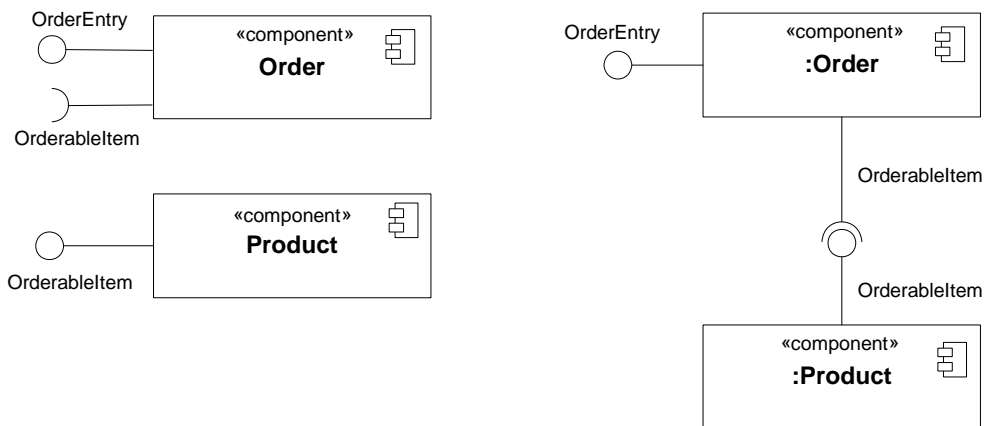 OrderEntry
«component»
Order
OrderableItem
«component»
Product
OrderableItem
OrderEntry
«component»
:Order
OrderableItem
OrderableItem
«component»
:Product